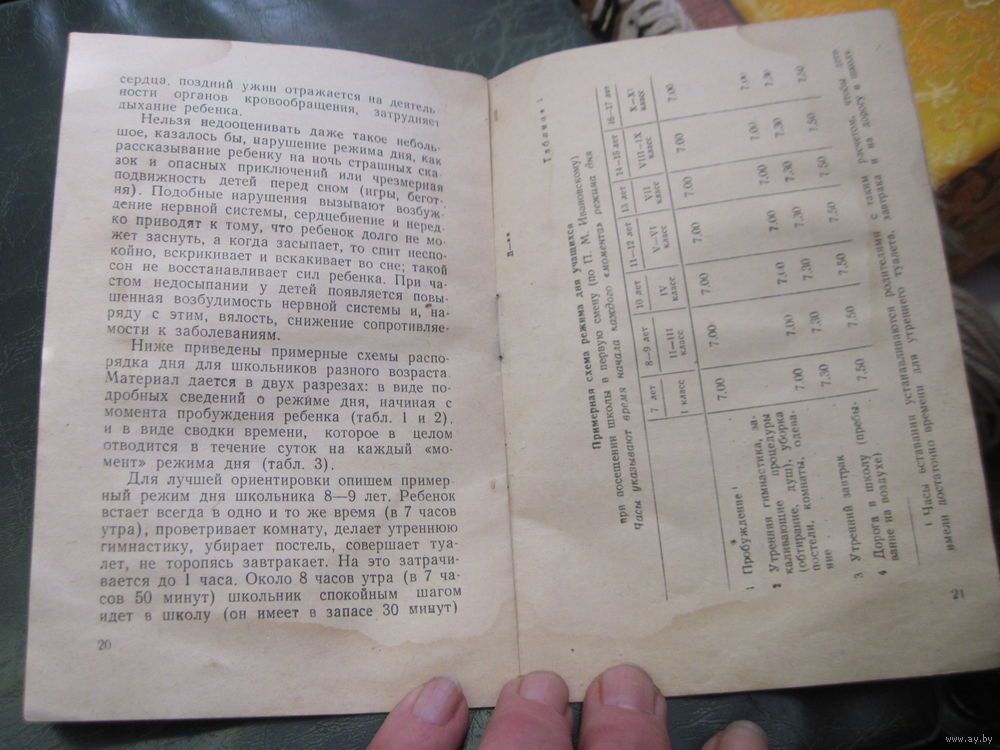 сердца, поздний ужин отражается на деятель-
ности органов кровообращения, затрудняет
дыхание ребенка.
Нельзя недооценивать даже такое неболь-
шое, казалось бы, нарушение режима дня, как
рассказывание ребенку на ночь страшных ска-
зок и опасных приключений или чрезмерная
подвижность детей перед сном (игры, бегот-
ня). Подобные нарушения вызывают возбуж-
дение нервной системы, сердцебиение и неред-
ко приводят к тому, что ребенок долго не мо-
жет заснуть, а когда засыпает, то спит неспо-
койно, вскрикивает и вскакивает во сне; такой
сон не восстанавливает сил ребенка. При ча-
стом недосыпании у детей появляется повы-
шенная возбудимость нервной системы и, на-
ряду с этим, вялость, снижение сопротивляе-
мости к заболеваниям.
Ниже приведены примерные схемы распо-
рядка дня для школьников разного возраста.
Материал дается в двух разрезах: в виде по-
дробных сведений о режиме дня, начиная с
момента пробуждения ребенка (табл. 1 и 2),
и в виде сводки времени, которое в целом
отводится в течение суток на каждый «мо-
мент» режима дня (табл. 3).
Для лучшей ориентировки опишем пример-
ный режим дня школьника 8—9 лет. Ребенок
встает всегда в одно и то же время (в 7 часов
утра), проветривает комнату, делает утреннюю
гимнастику, убирает постель, совершает туа-
лет, не торопясь завтракает. На это затрачи-
вается до 1 часа. Около 8 часов утра (в 7 ча-
сов 50 минут) школьник спокойным шагом
идет в школу (он имеет в запасе 30 минут)
20
Таблица 1
Примерная схема режима дня учащихся
при посещении школы в первую смену (по П. М. Ивановскому)
Часы указывают время начала каждого «момента» режима дня
7 лет 8—9 лет 10 лет 11—12 лет 13 лет 14—15 лет 16—17 лет
I класс II—III класс IV класс V—VI класс VII класс VIII—IX класс X—XI класс
1 Пробуждение 1 7.00 7.00 7.00 7.00 7.00 7.00 7.00
2 Утренняя гимнастика, за-
каливающие процедуры
(обтирание, душ), уборка
постели, комнаты, одева-
ние 7.00 7.00 7.00 7.00 7.00 7.00 7.00
3 Утренний завтрак 7.30 7.30 7.30 7.30 7.30 7.30 7.30
4 Дорога в школу (пребы-
вание на воздухе) 7.50 7.50 7.50 7.50 7.50 7.50 7.50
1 Часы вставания устанавливаются родителями с таким расчетом, чтобы дети
имели достаточно времени для утреннего туалета, завтрака и на дорогу в школу.
21
www.ay.by